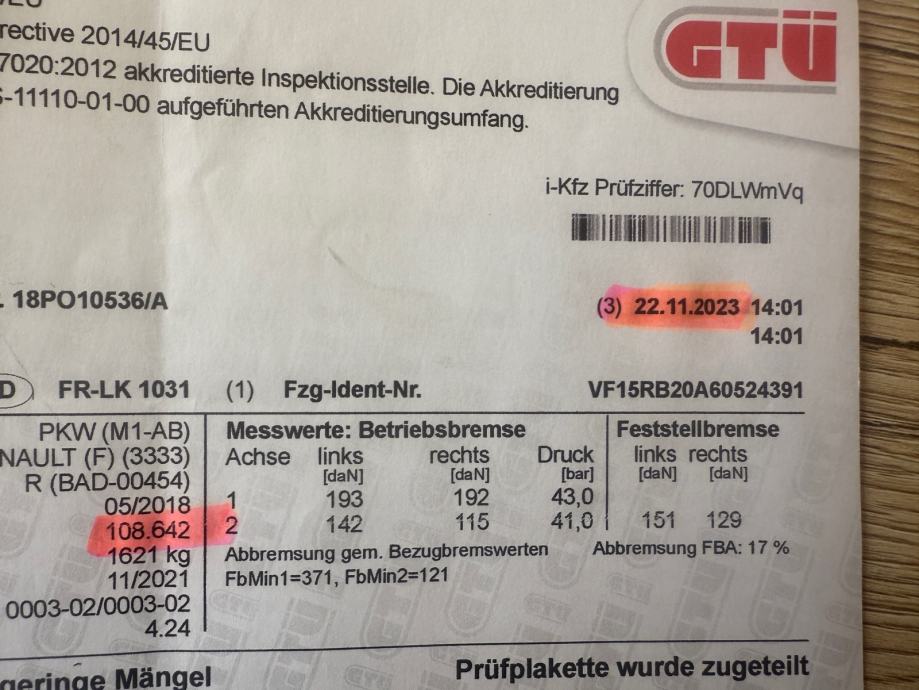 rective 2014/45/EU
7020:2012 akkreditierte Inspektionsstelle. Die Akkreditierung
-11110-01-00 aufgeführten Akkreditierungsumfang.
GTÜ
i-Kfz Prüfziffer: 70DLWmVq
. 18PO10536/A
(3) 22.11.2023 14:01
14:01
D FR-LK 1031 (1) Fzg-Ident-Nr. VF15RB20A60524391
PKW (M1-AB) Messwerte: Betriebsbremse Feststellbremse
NAULT (F) (3333) Achse links rechts Druck links rechts
R (BAD-00454) [daN] [daN] [bar] [daN] [daN]
05/2018 1 193 192 43,0
108.642 2 142 115 41,0 151 129
1621 kg Abbremsung gem. Bezugbremswerten Abbremsung FBA: 17 %
11/2021 FbMin1=371, FbMin2=121
0003-02/0003-02
4.24
geringe Mängel Prüfplakette wurde zugeteilt